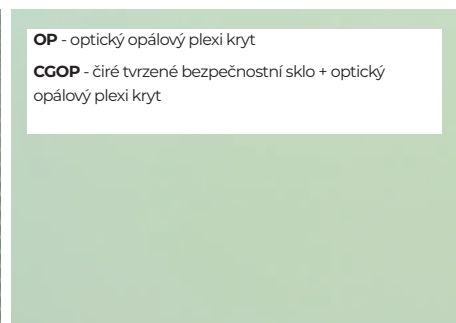 OP - optický opálový plexi kryt
CGOP - čiré tvrzené bezpečnostní sklo + optický
opálový plexi kryt